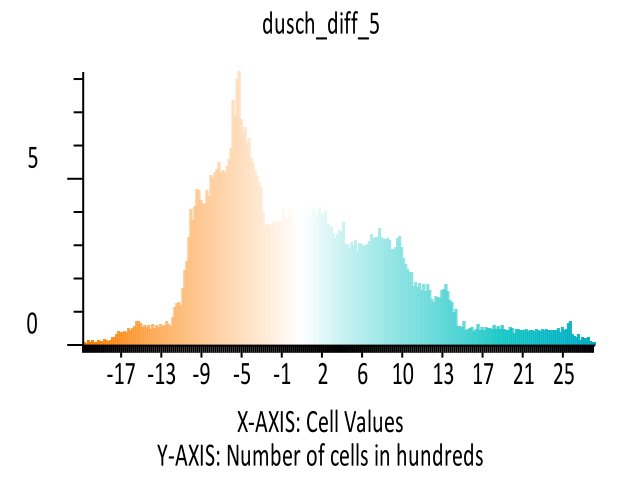 dusch_diff_5
5
0
-17 -13 -9 -5 -1 2 6 10 13 17 21 25
X-AXIS: Cell Values
Y-AXIS: Number of cells in hundreds